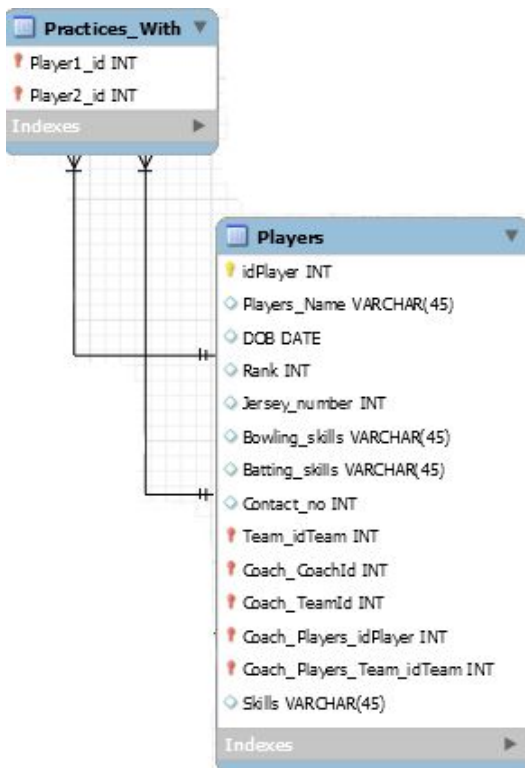 Practices_With
Player1_id INT
Player2_id INT
Indexes
Players
idPlayer INT
Players_Name VARCHAR(45)
DOB DATE
Rank INT
Jersey_number INT
Bowling_skills VARCHAR(45)
Batting_skills VARCHAR(45)
Contact_no INT
Team_idTeam INT
Coach_CoachId INT
Coach_TeamId INT
Coach_Players_idPlayer INT
Coach_Players_Team_idTeam INT
Skills VARCHAR(45)
Indexes